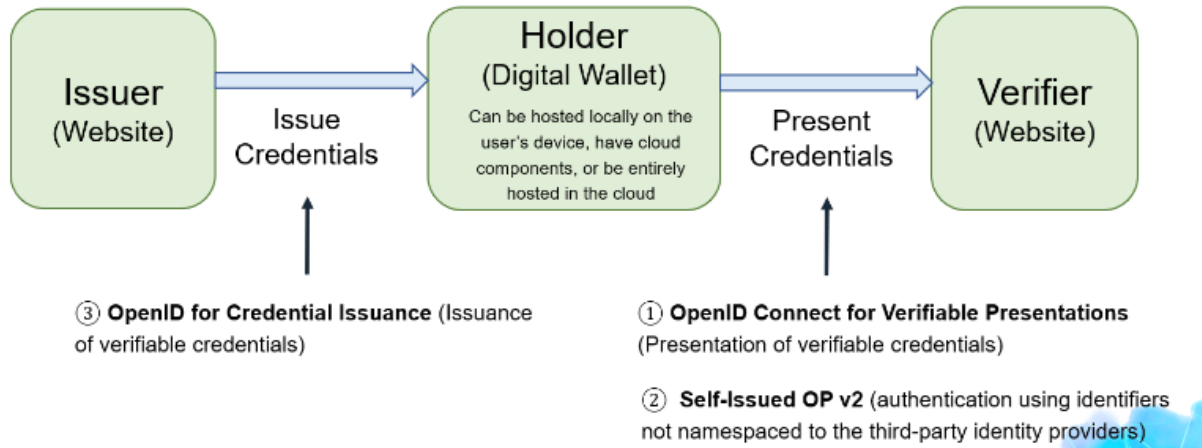 Issuer
(Website)
Issue
Credentials
Holder
(Digital Wallet)
Can be hosted locally on the
user's device, have cloud
components, or be entirely
hosted in the cloud
Present
Credentials
Verifier
(Website)
③ OpenID for Credential Issuance (Issuance
of verifiable credentials)
① OpenID Connect for Verifiable Presentations
(Presentation of verifiable credentials)
② Self-Issued OP v2 (authentication using identifiers
not namespaced to the third-party identity providers)